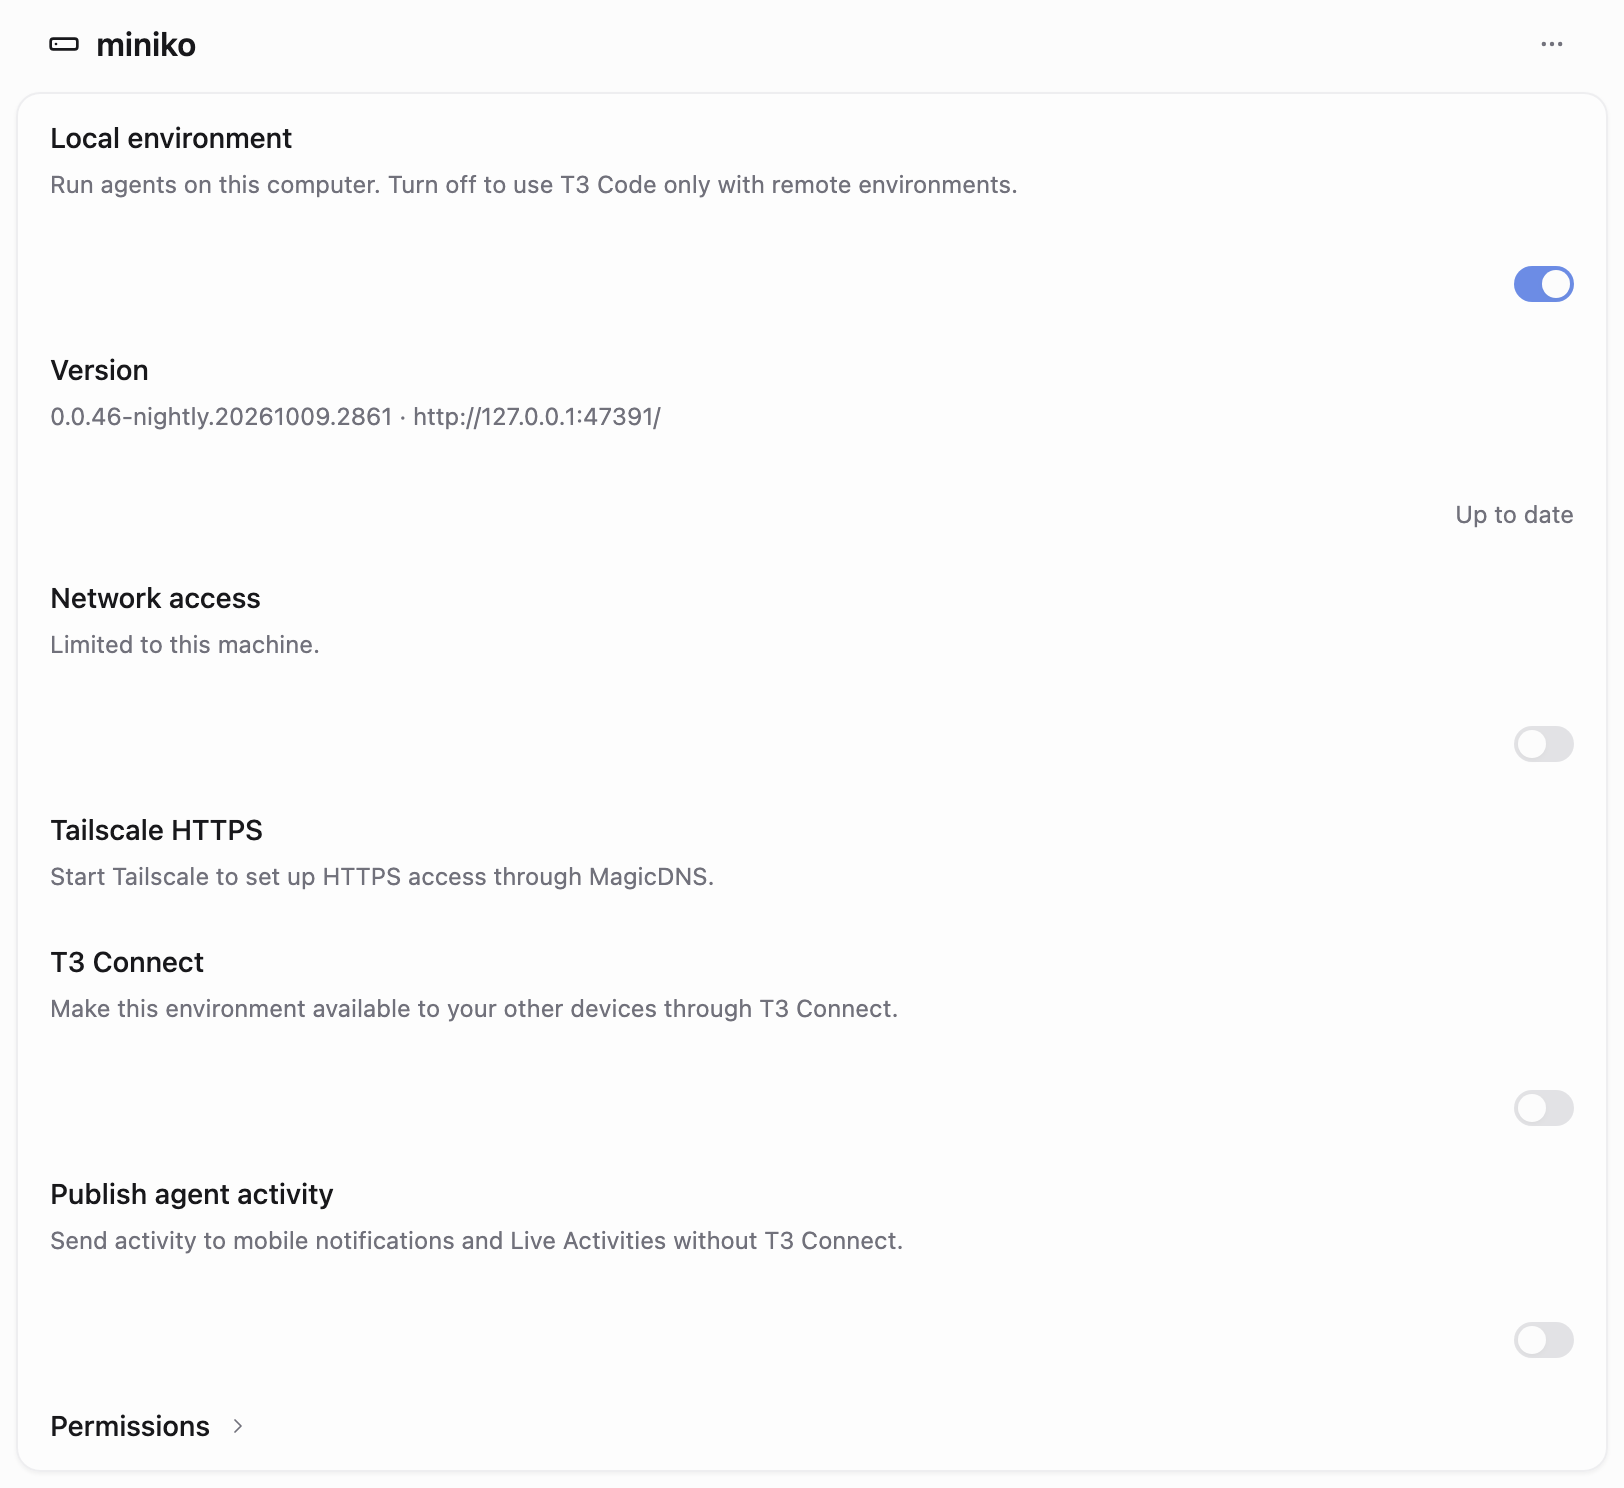 miniko
Local environment
Run agents on this computer. Turn off to use T3 Code only with remote environments.
Version
0.0.46-nightly.20261009.2861 · http://127.0.0.1:47391/
Up to date
Network access
Limited to this machine.
Tailscale HTTPS
Start Tailscale to set up HTTPS access through MagicDNS.
T3 Connect
Make this environment available to your other devices through T3 Connect.
Publish agent activity
Send activity to mobile notifications and Live Activities without T3 Connect.
Permissions